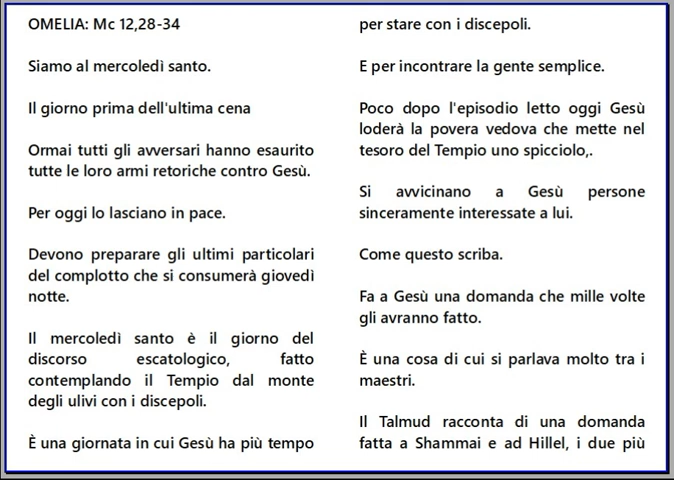 OMELIA: Mc 12,28-34
Siamo al mercoledì santo.
Il giorno prima dell'ultima cena
Ormai tutti gli avversari hanno esaurito
tutte le loro armi retoriche contro Gesù.
Per oggi lo lasciano in pace.
Devono preparare gli ultimi particolari
del complotto che si consumerà giovedì
notte.
Il mercoledì santo è il giorno del
discorso escatologico, fatto
contemplando il Tempio dal monte
degli ulivi con i discepoli.
È una giornata in cui Gesù ha più tempo
per stare con i discepoli.
E per incontrare la gente semplice.
Poco dopo l'episodio letto oggi Gesù
loderà la povera vedova che mette nel
tesoro del Tempio uno spicciolo,.
Si avvicinano a Gesù persone
sinceramente interessate a lui.
Come questo scriba.
Fa a Gesù una domanda che mille volte
gli avranno fatto.
È una cosa di cui si parlava molto tra i
maestri.
Il Talmud racconta di una domanda
fatta a Shammai e ad Hillel, i due più